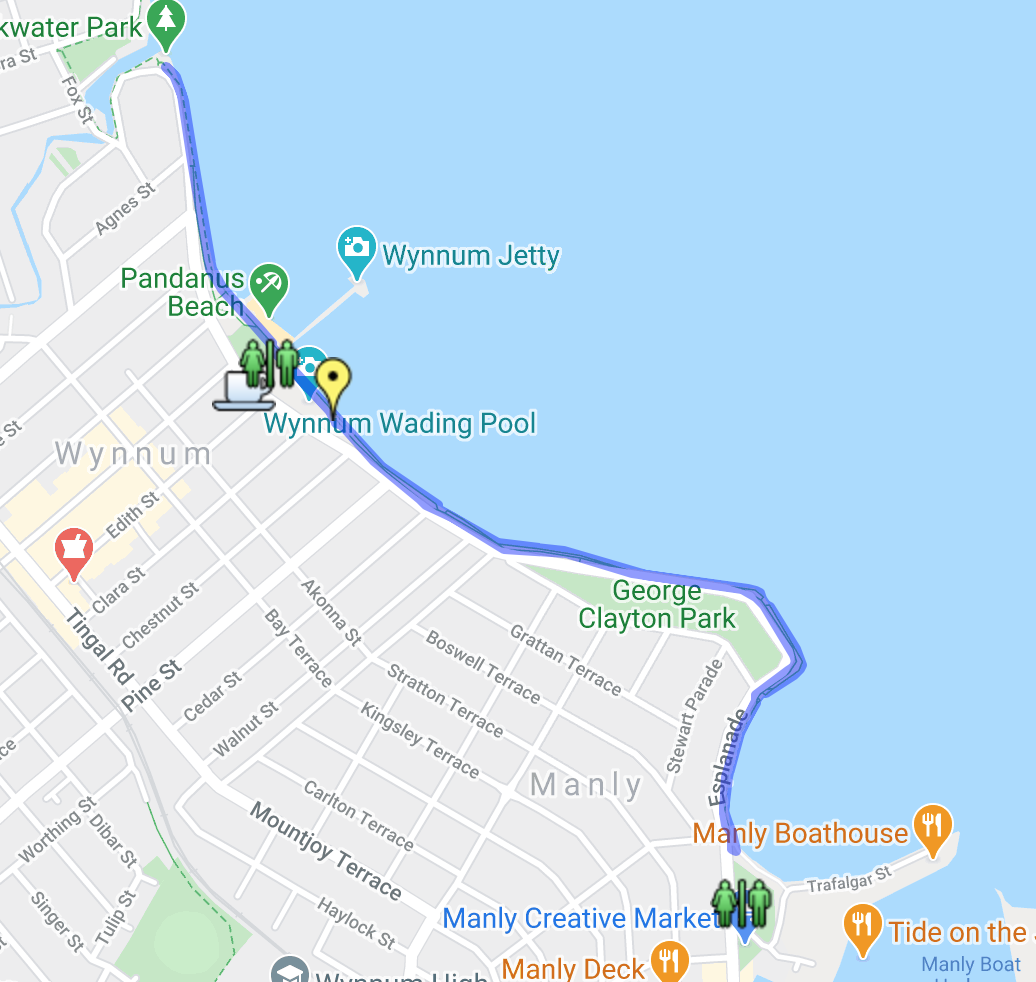 kwater Park
ra St
Fox St
Agnes St
Wynnum Jetty
Pandanus
Beach
Wynnum Wading Pool
e St
Wynnum
Edith St
Clara St
Chestnut St
Akonna St
Bay Terrace
George
Clayton Park
Grattan Terrace
Boswell Terrace
Stratton Terrace
Kingsley Terrace
Stewart Parade
Tingal Rd
Pine St
Cedar St
Walnut St
Esplanade
Manly
Carlton Terrace
Mountjoy Terrace
Manly Boathouse
ce
Worthing St
Dibar St
Trafalgar St
Singer St
Tulip St
Haylock St
Manly Creative Market
Tide on the
Manly Deck
Manly Boat
Wynnum High